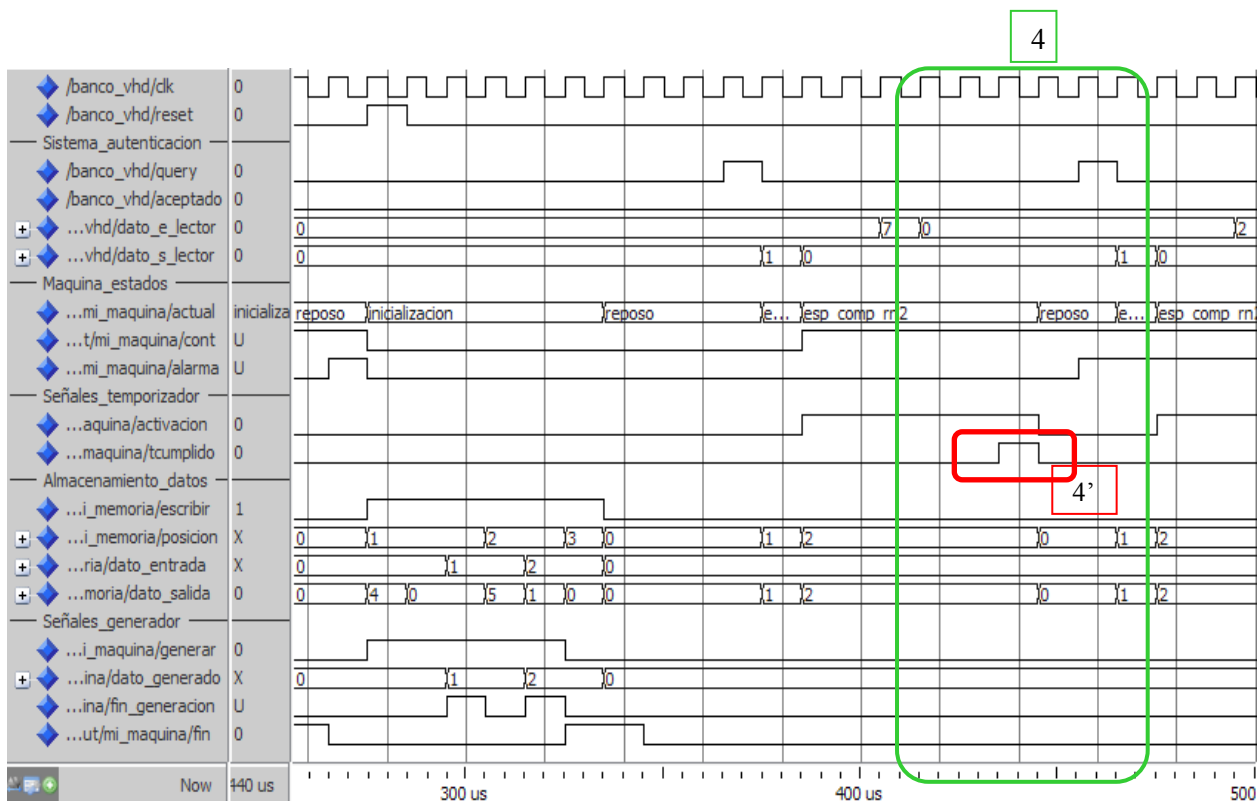 4
/banco_vhd/clk 0
/banco_vhd/reset 0
Sistema_autenticacion
/banco_vhd/query 0
/banco_vhd/aceptado 0
...vhd/dato_e_lector 0 0 7 0 2
...vhd/dato_s_lector 0 0 1 0 1 0
Maquina_estados
...mi_maquina/actual inicializa reposo inicializacion reposo e... esp_comp_rn2 reposo e... esp_comp_rn2
...t/mi_maquina/cont U
...mi_maquina/alarma U
Señales_temporizador
...aquina/activacion 0
...maquina/tcumplido 0
Almacenamiento_datos
4’
...i_memoria/escribir 1
...i_memoria/posicion X 0 1 2 3 0 1 2 0 1 2
...ria/dato_entrada X 0 1 2 0
...moria/dato_salida 0 0 4 0 5 1 0 0 1 2 0 1 2
Señales_generador
...i_maquina/generar 0
...ina/dato_generado X 0 1 2 0
...ina/fin_generacion U
...ut/mi_maquina/fin 0
Now 440 us 300 us 400 us 500